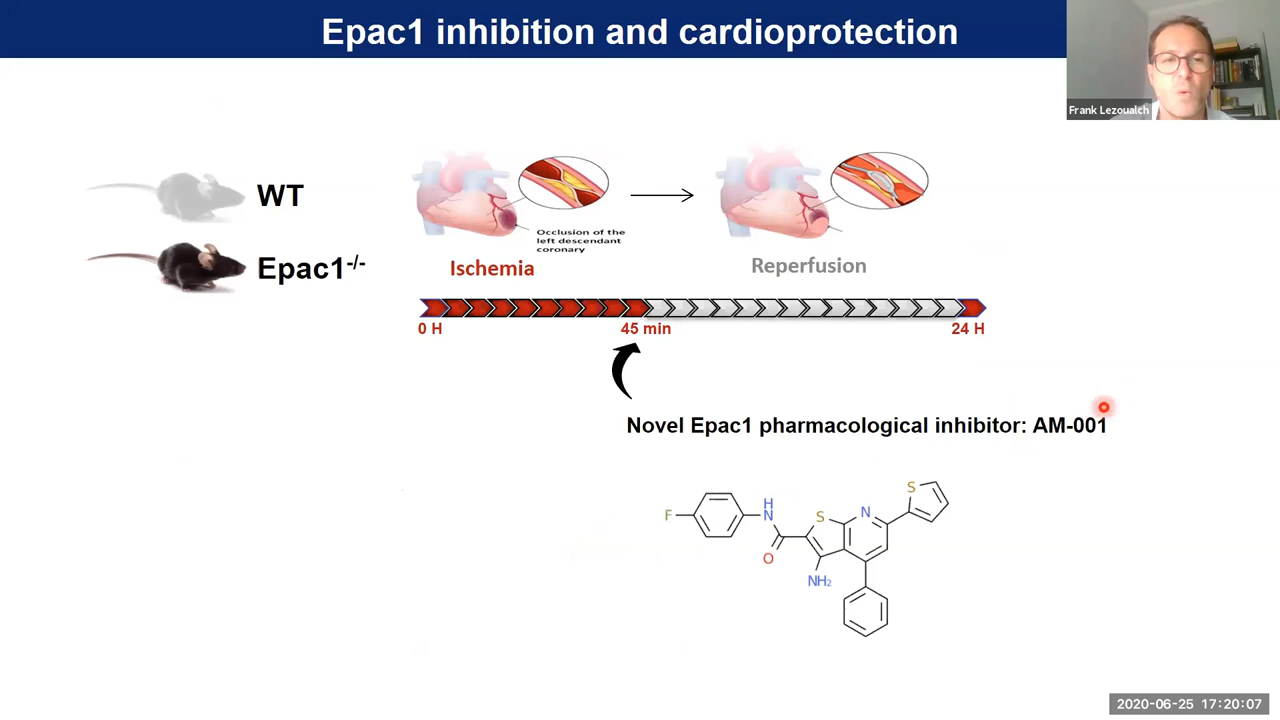 Epac1 inhibition and cardioprotection
Frank Lezoualch
WT
Epac1-/-
Occlusion of the
left descendant
coronary
Ischemia
Reperfusion
0 H
45 min
24 H
Novel Epac1 pharmacological inhibitor: AM-001
F
H
N
O
S
NH₂
N
S
2020-06-25 17:20:07